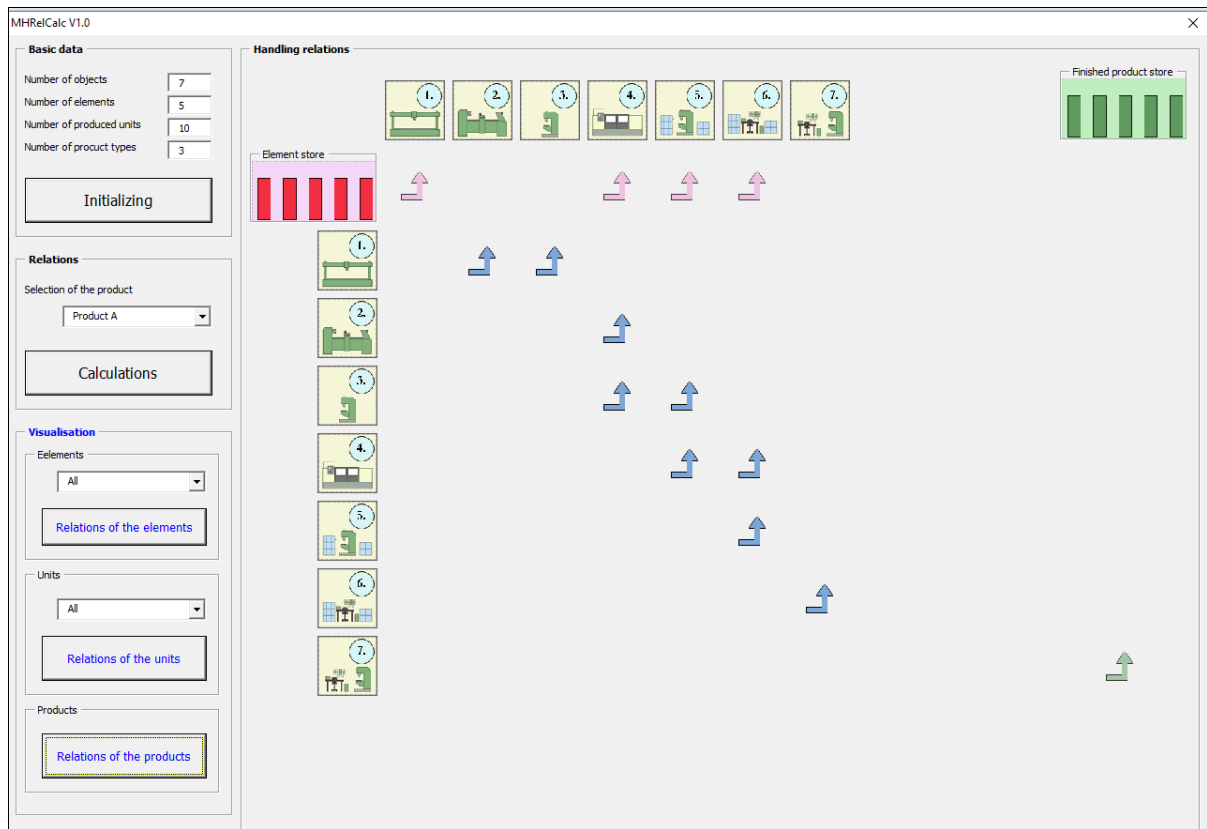 MHRelCalc V1.0
Basic data
Number of objects 7
Number of elements 5
Number of produced units 10
Number of procuct types 3
Initializing
Relations
Selection of the product
Product A
Calculations
Visualisation
Eelements
All
Relations of the elements
Units
All
Relations of the units
Products
Relations of the products
Handling relations
1. 2. 3. 4. 5. 6. 7.
Finished product store
Element store
1.
2.
3.
4.
5.
6.
7.